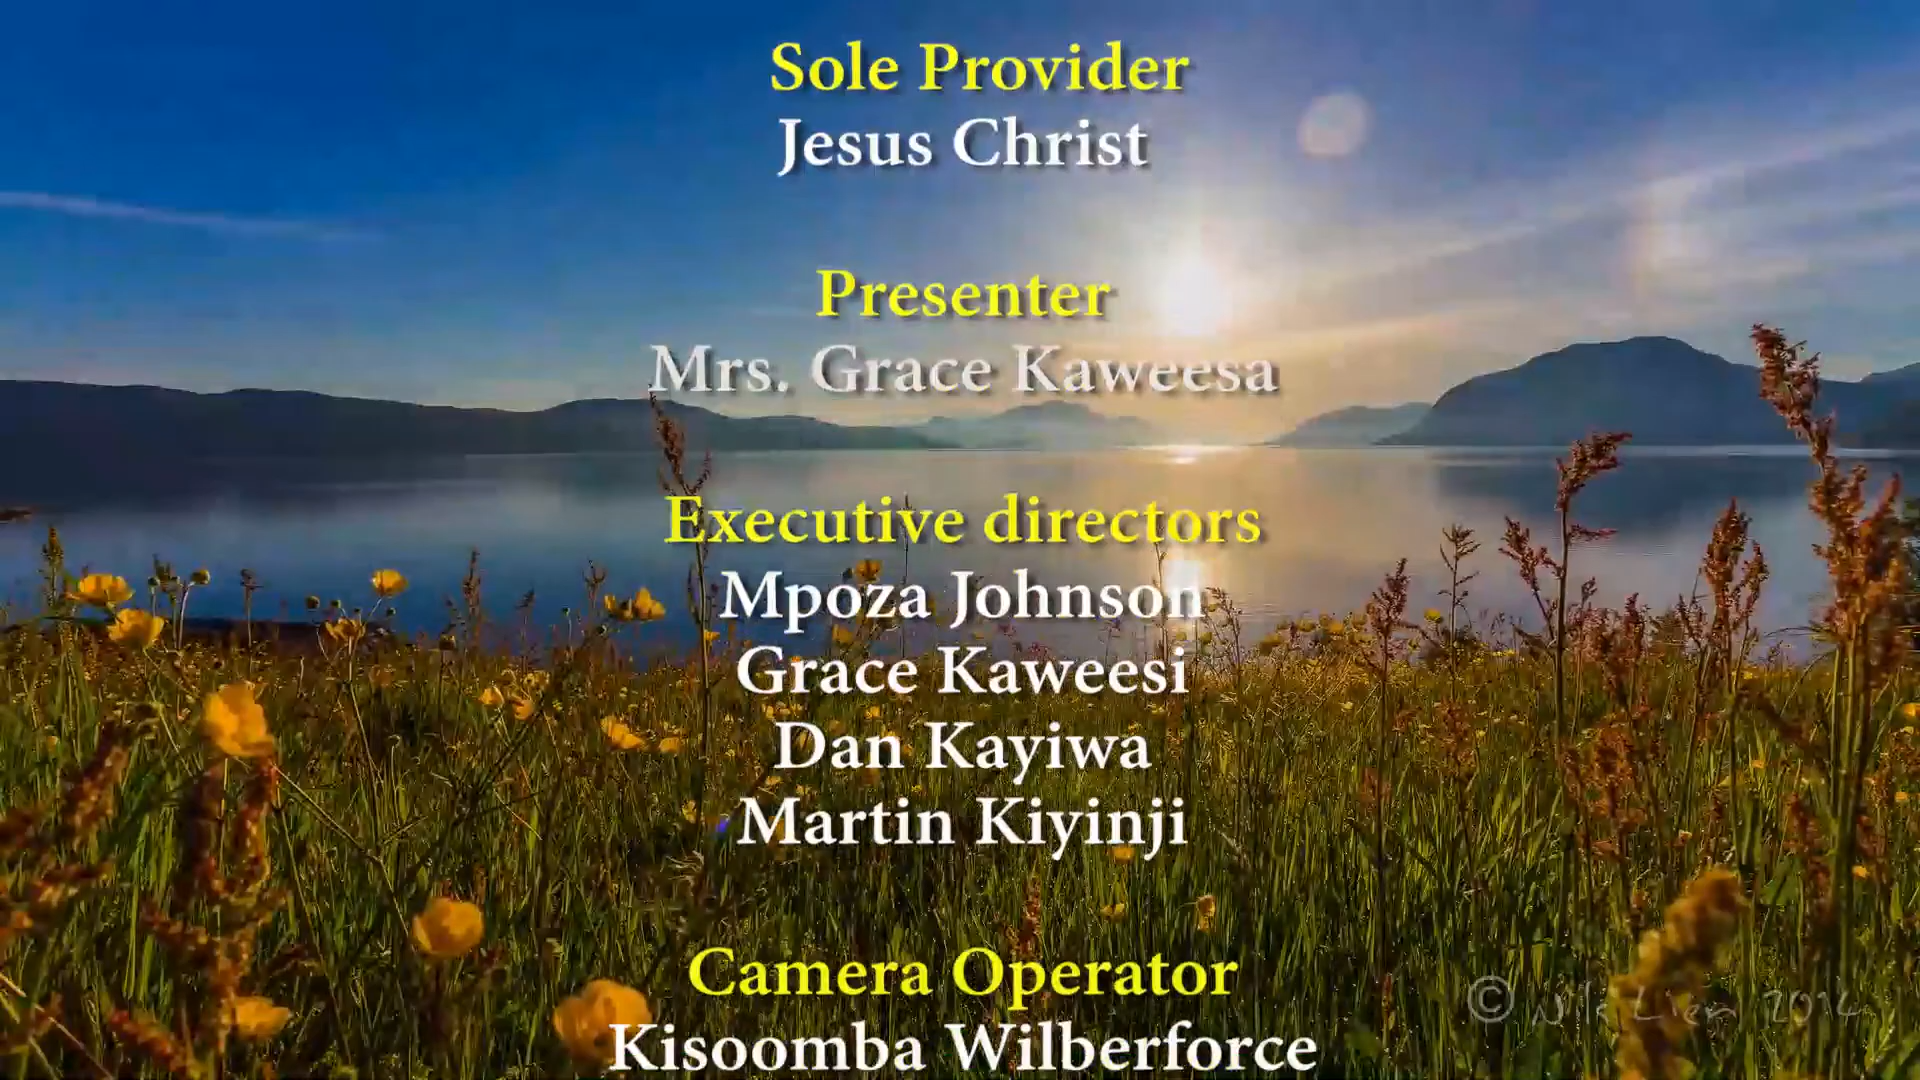 Sole Provider
Jesus Christ
Presenter
Mrs. Grace Kaweesa
Executive directors
Mpoza Johnson
Grace Kaweesi
Dan Kayiwa
Martin Kiyinji
Camera Operator
Kisoomba Wilberforce
© 2014